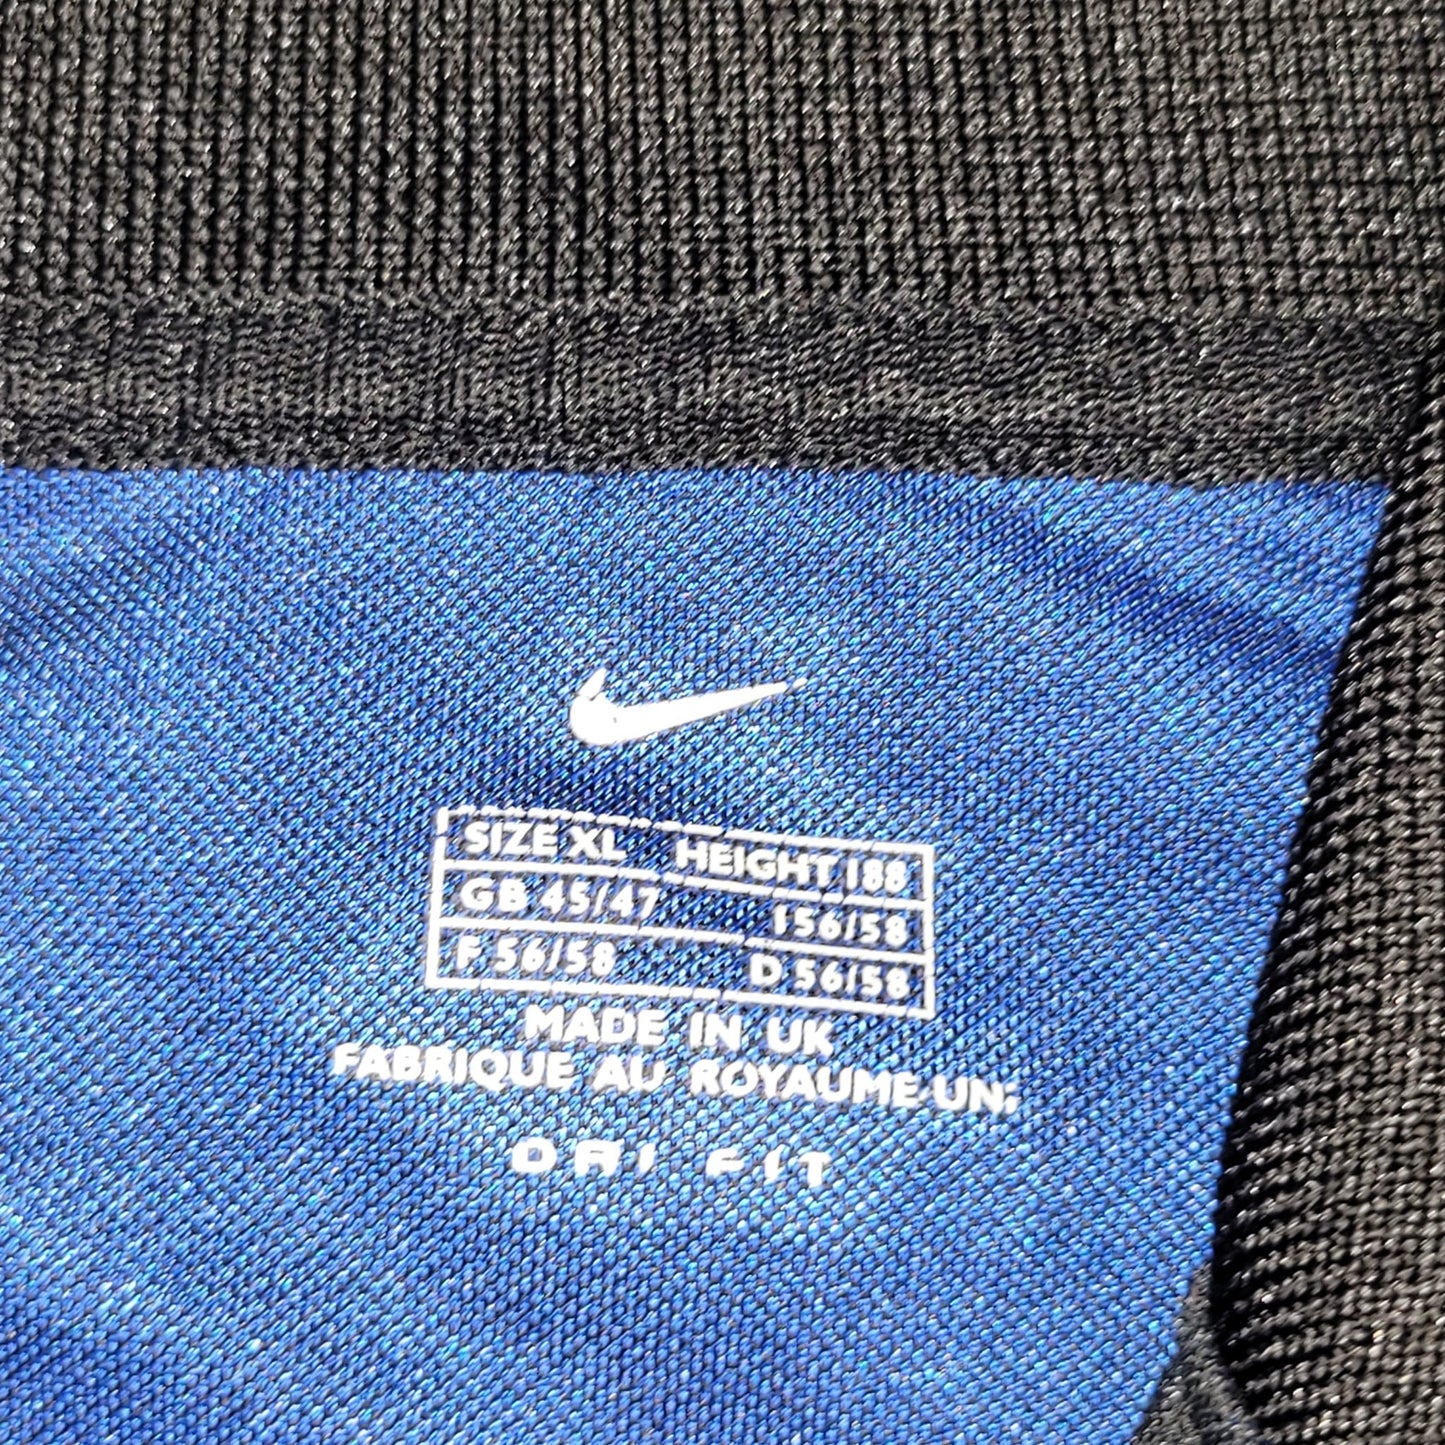 SIZE XL HEIGHT 188
GB 45/47 I 56/58
F 56/58 D 56/58
MADE IN UK
FABRIQUE AU ROYAUME-UNI
DRI FIT